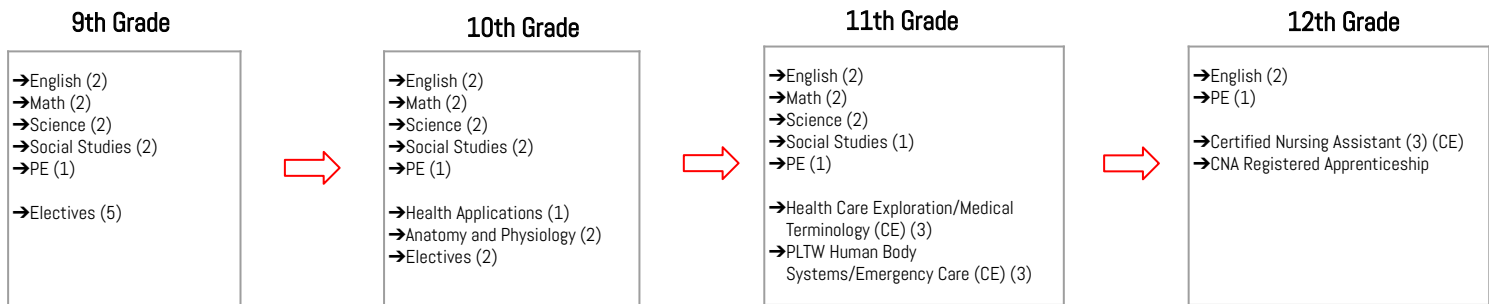 9th Grade
➔English (2)
➔Math (2)
➔Science (2)
➔Social Studies (2)
➔PE (1)
➔Electives (5)
10th Grade
➔English (2)
➔Math (2)
➔Science (2)
➔Social Studies (2)
➔PE (1)
➔Health Applications (1)
➔Anatomy and Physiology (2)
➔Electives (2)
11th Grade
➔English (2)
➔Math (2)
➔Science (2)
➔Social Studies (1)
➔PE (1)
➔Health Care Exploration/Medical
Terminology (CE) (3)
➔PLTW Human Body
Systems/Emergency Care (CE) (3)
12th Grade
➔English (2)
➔PE (1)
➔Certified Nursing Assistant (3) (CE)
➔CNA Registered Apprenticeship